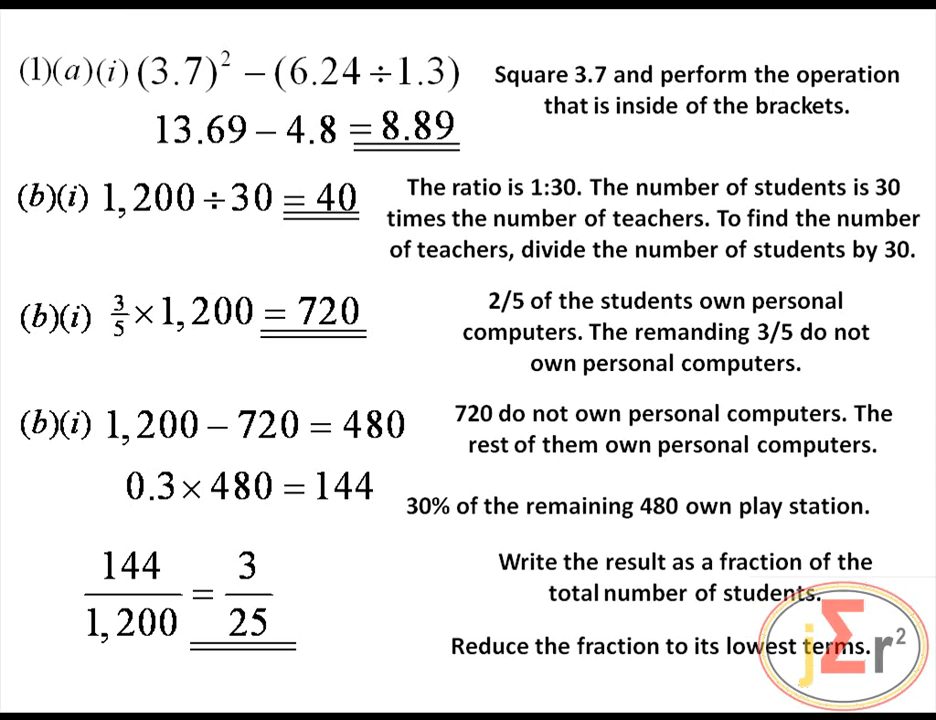 (1)(a)(i) (3.7)² − (6.24 ÷ 1.3)
Square 3.7 and perform the operation
that is inside of the brackets.
13.69 − 4.8 = 8.89
(b)(i) 1,200 ÷ 30 = 40
The ratio is 1:30. The number of students is 30
times the number of teachers. To find the number
of teachers, divide the number of students by 30.
(b)(i) 3/5 × 1,200 = 720
2/5 of the students own personal
computers. The remanding 3/5 do not
own personal computers.
(b)(i) 1,200 − 720 = 480
720 do not own personal computers. The
rest of them own personal computers.
0.3 × 480 = 144
30% of the remaining 480 own play station.
144/1,200 = 3/25
Write the result as a fraction of the
total number of students.
Reduce the fraction to its lowest terms.
jΣr²